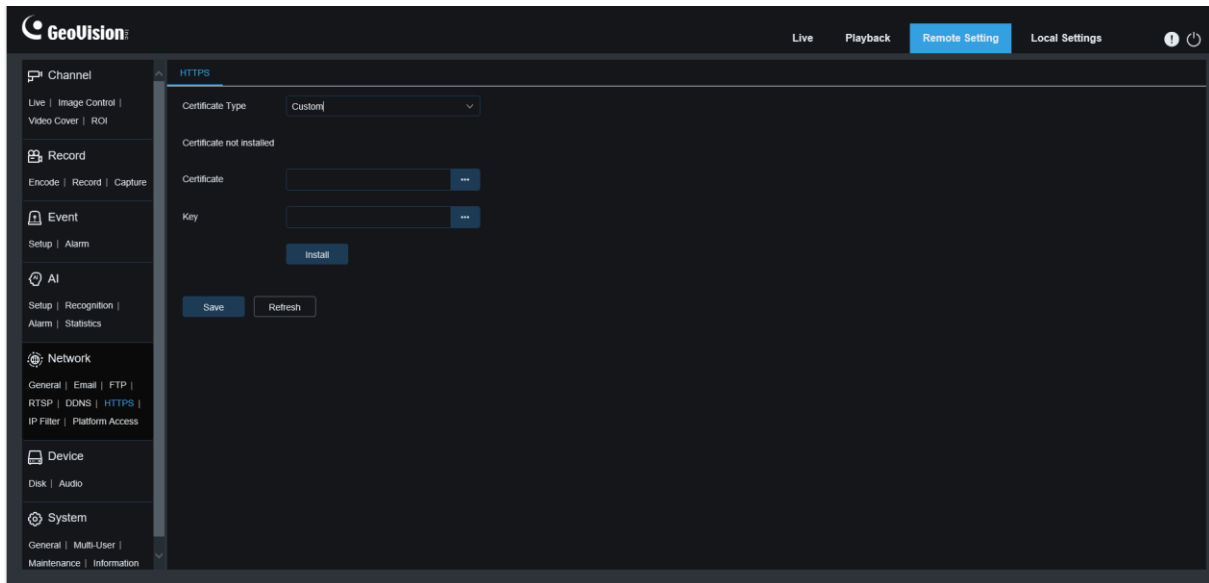 GeoVision
Live Playback Remote Setting Local Settings
Channel
Live | Image Control |
Video Cover | ROI
Record
Encode | Record | Capture
Event
Setup | Alarm
AI
Setup | Recognition |
Alarm | Statistics
Network
General | Email | FTP |
RTSP | DDNS | HTTPS |
IP Filter | Platform Access
Device
Disk | Audio
System
General | Multi-User |
Maintenance | Information
HTTPS
Certificate Type Custom
Certificate not installed
Certificate ...
Key ...
Install
Save Refresh